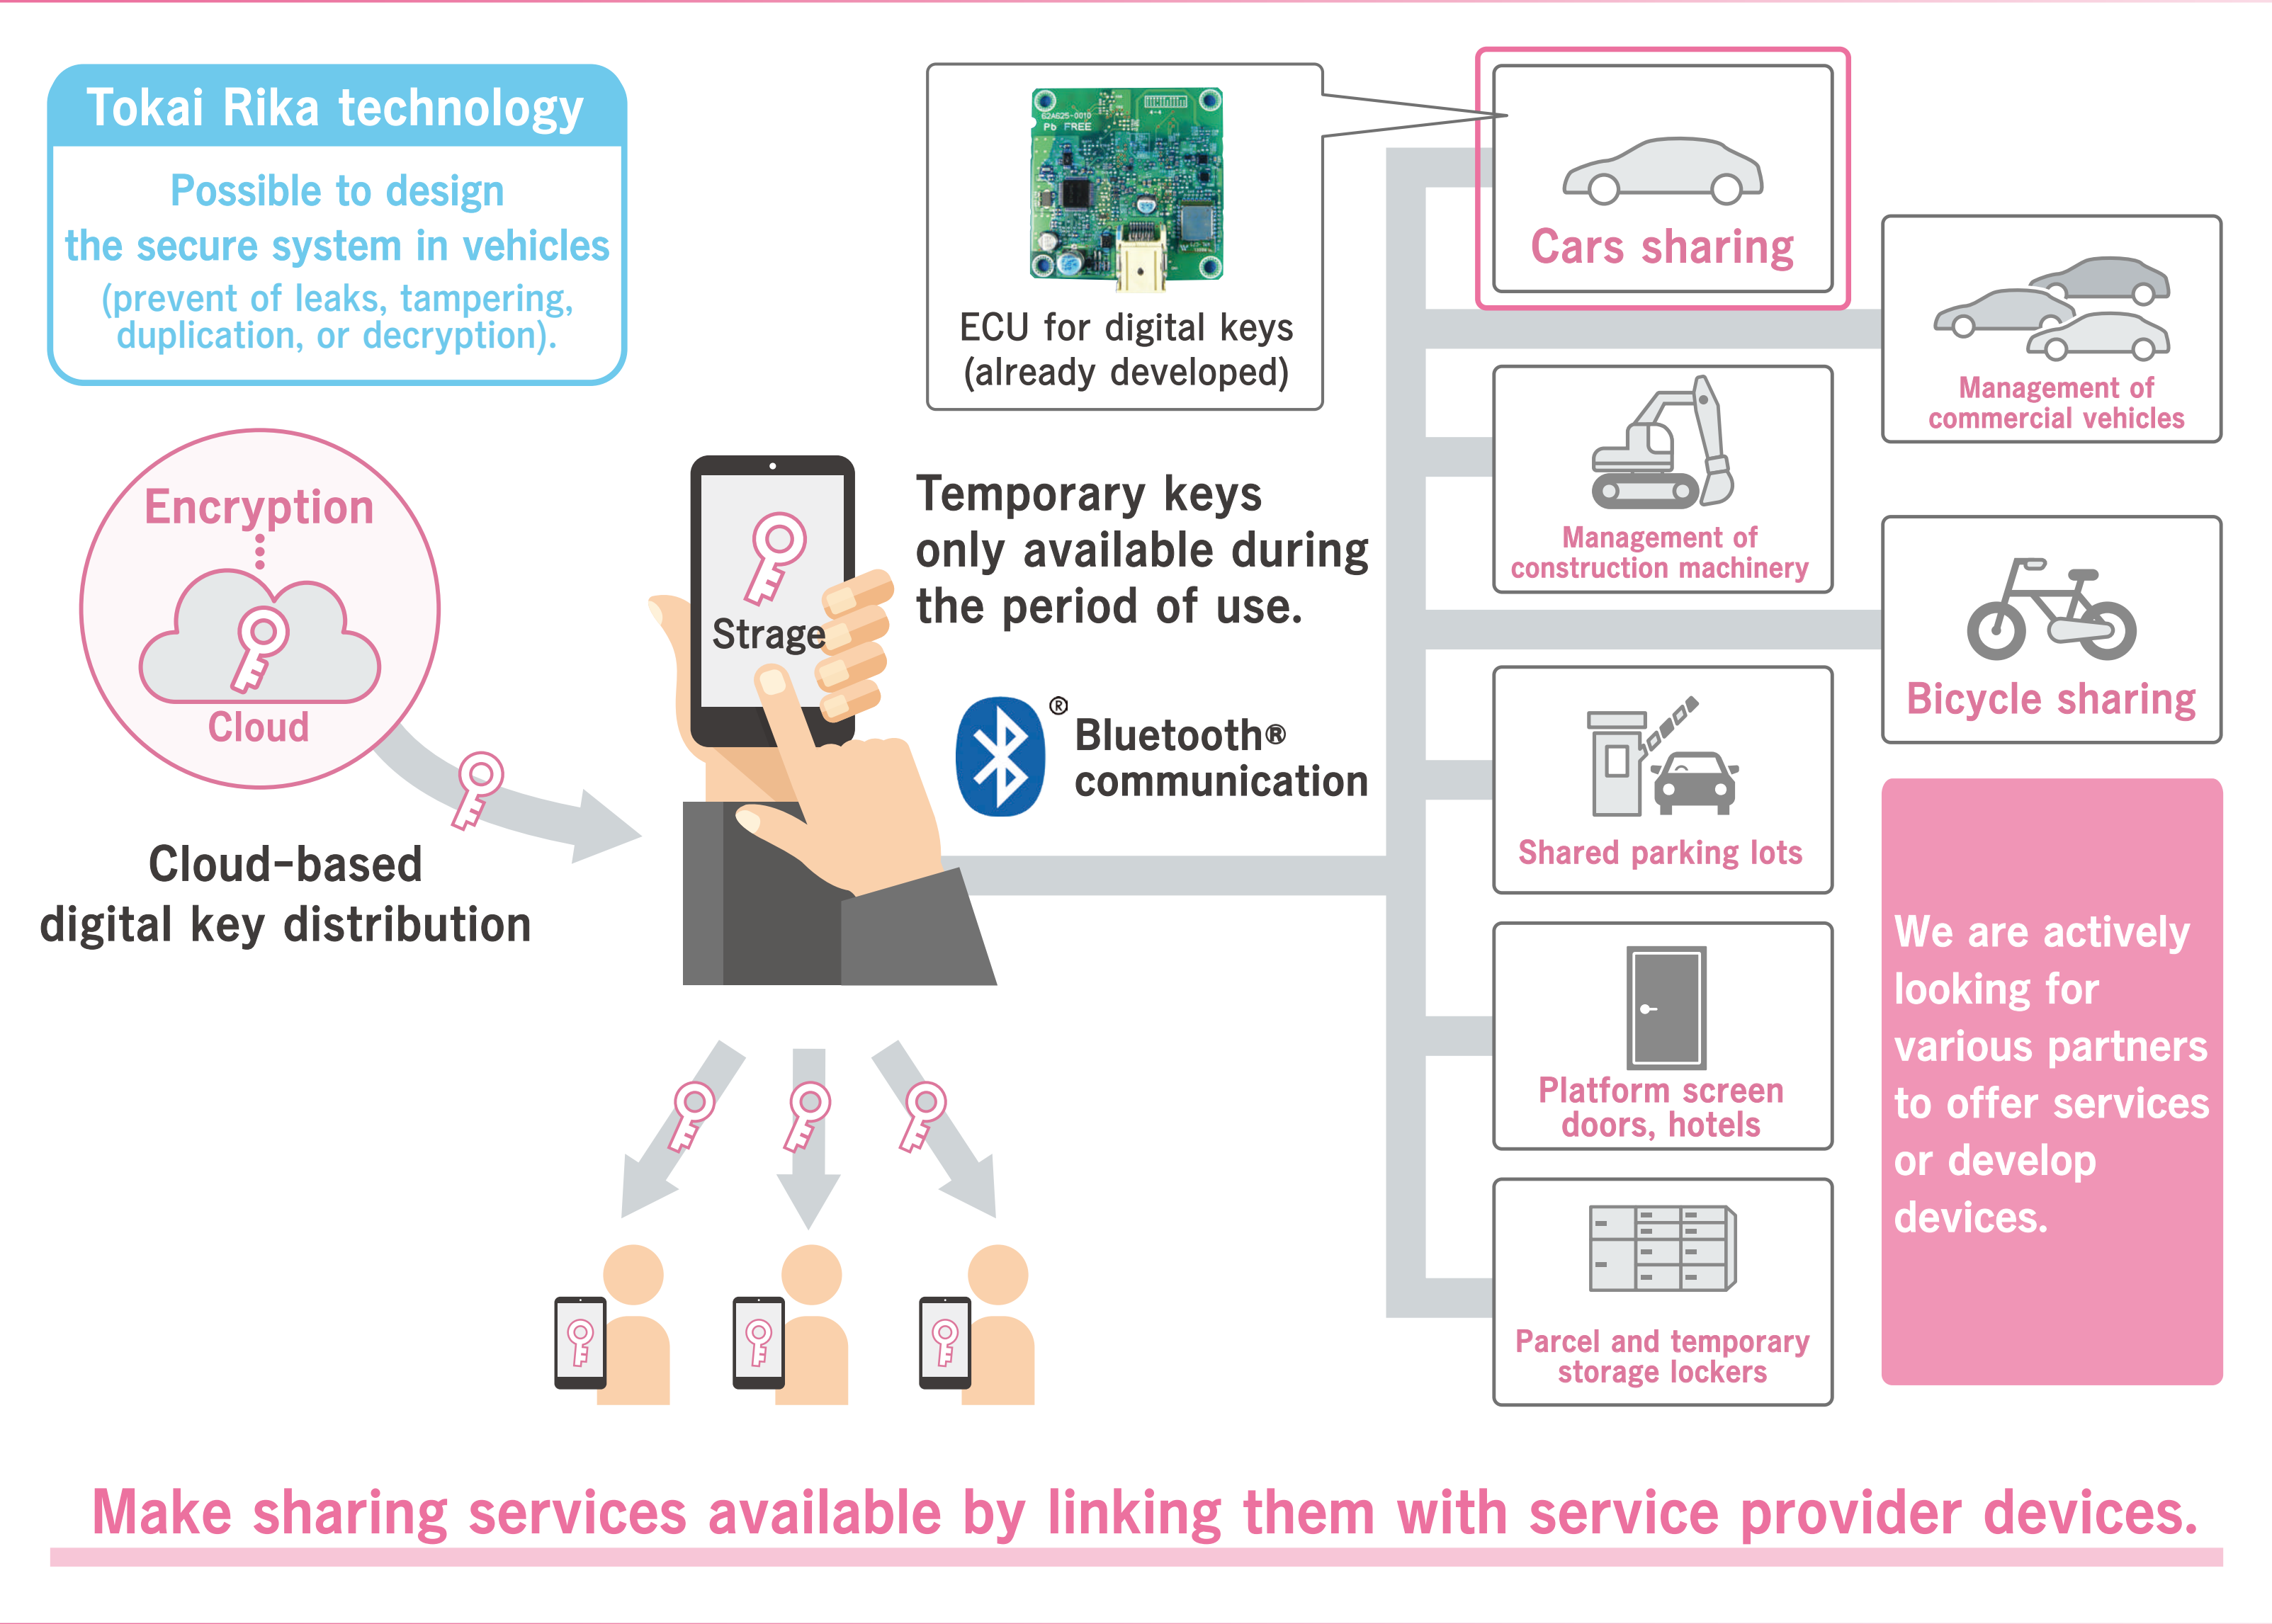 Tokai Rika technology
Possible to design
the secure system in vehicles
(prevent of leaks, tampering,
duplication, or decryption).
62A625-0010
Pb FREE
ECU for digital keys
(already developed)
Cars sharing
Management of
commercial vehicles
Encryption
Cloud
Cloud-based
digital key distribution
Strage
Temporary keys
only available during
the period of use.
®
Bluetooth®
communication
Management of
construction machinery
Bicycle sharing
Shared parking lots
Platform screen
doors, hotels
Parcel and temporary
storage lockers
We are actively
looking for
various partners
to offer services
or develop
devices.
Make sharing services available by linking them with service provider devices.